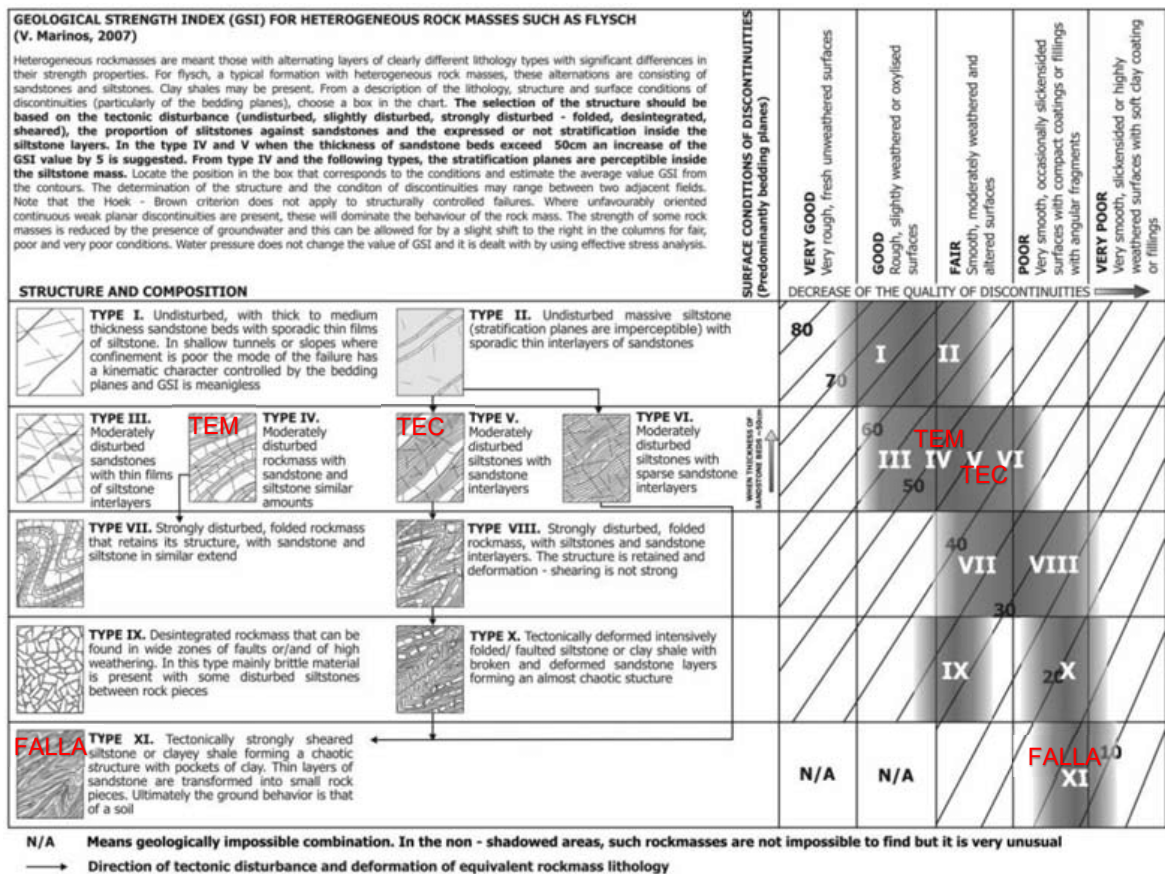 GEOLOGICAL STRENGTH INDEX (GSI) FOR HETEROGENEOUS ROCK MASSES SUCH AS FLYSCH
(V. Marinos, 2007)
Heterogeneous rockmasses are meant those with alternating layers of clearly different lithology types with significant differences in
their strength properties. For flysch, a typical formation with heterogeneous rock masses, these alternations are consisting of
sandstones and siltstones. Clay shales may be present. From a description of the lithology, structure and surface conditions of
discontinuities (particularly of the bedding planes), choose a box in the chart. The selection of the structure should be
based on the tectonic disturbance (undisturbed, slightly disturbed, strongly disturbed - folded, desintegrated,
sheared), the proportion of slitstones against sandstones and the expressed or not stratification inside the
siltstone layers. In the type IV and V when the thickness of sandstone beds exceed 50cm an increase of the
GSI value by 5 is suggested. From type IV and the following types, the stratification planes are perceptible inside
the siltstone mass. Locate the position in the box that corresponds to the conditions and estimate the average value GSI from
the contours. The determination of the structure and the conditon of discontinuities may range between two adjacent fields.
Note that the Hoek - Brown criterion does not apply to structurally controlled failures. Where unfavourably oriented
continuous weak planar discontinuities are present, these will dominate the behaviour of the rock mass. The strength of some rock
masses is reduced by the presence of groundwater and this can be allowed for by a slight shift to the right in the columns for fair,
poor and very poor conditions. Water pressure does not change the value of GSI and it is dealt with by using effective stress analysis.
STRUCTURE AND COMPOSITION
SURFACE CONDITIONS OF DISCONTINUITIES
(Predominantly bedding planes)
VERY GOOD
Very rough, fresh unweathered surfaces
GOOD
Rough, slightly weathered or oxylised
surfaces
FAIR
Smooth, moderately weathered and
altered surfaces
POOR
Very smooth, occasionally slickensided
surfaces with compact coatings or fillings
with angular fragments
VERY POOR
Very smooth, slickensided or highly
weathered surfaces with soft clay coating
or fillings
DECREASE OF THE QUALITY OF DISCONTINUITIES
TYPE I. Undisturbed, with thick to medium
thickness sandstone beds with sporadic thin films
of siltstone. In shallow tunnels or slopes where
confinement is poor the mode of the failure has
a kinematic character controlled by the bedding
planes and GSI is meanigless
TYPE II. Undisturbed massive siltstone
(stratification planes are imperceptible) with
sporadic thin interlayers of sandstones
80
I
II
70
TYPE III.
Moderately
disturbed
sandstones
with thin films
of siltstone
interlayers
TEM
TYPE IV.
Moderately
disturbed
rockmass with
sandstone and
siltstone similar
amounts
TEC
TYPE V.
Moderately
disturbed
siltstones with
sandstone
interlayers
TYPE VI.
Moderately
disturbed
siltstones with
sparse sandstone
interlayers
WHEN THICKNESS OF
SANDSTONE BEDS ~50cm
60
TEM
III IV V VI
TEC
50
TYPE VII. Strongly disturbed, folded rockmass
that retains its structure, with sandstone and
siltstone in similar extend
TYPE VIII. Strongly disturbed, folded
rockmass, with siltstones and sandstone
interlayers. The structure is retained and
deformation - shearing is not strong
40
VII VIII
30
TYPE IX. Desintegrated rockmass that can be
found in wide zones of faults or/and of high
weathering. In this type mainly brittle material
is present with some disturbed siltstones
between rock pieces
TYPE X. Tectonically deformed intensively
folded/ faulted siltstone or clay shale with
broken and deformed sandstone layers
forming an almost chaotic stucture
IX
X
20
FALLA
TYPE XI. Tectonically strongly sheared
siltstone or clayey shale forming a chaotic
structure with pockets of clay. Thin layers of
sandstone are transformed into small rock
pieces. Ultimately the ground behavior is that
of a soil
N/A
N/A
FALLA
10
XI
N/A Means geologically impossible combination. In the non - shadowed areas, such rockmasses are not impossible to find but it is very unusual
Direction of tectonic disturbance and deformation of equivalent rockmass lithology